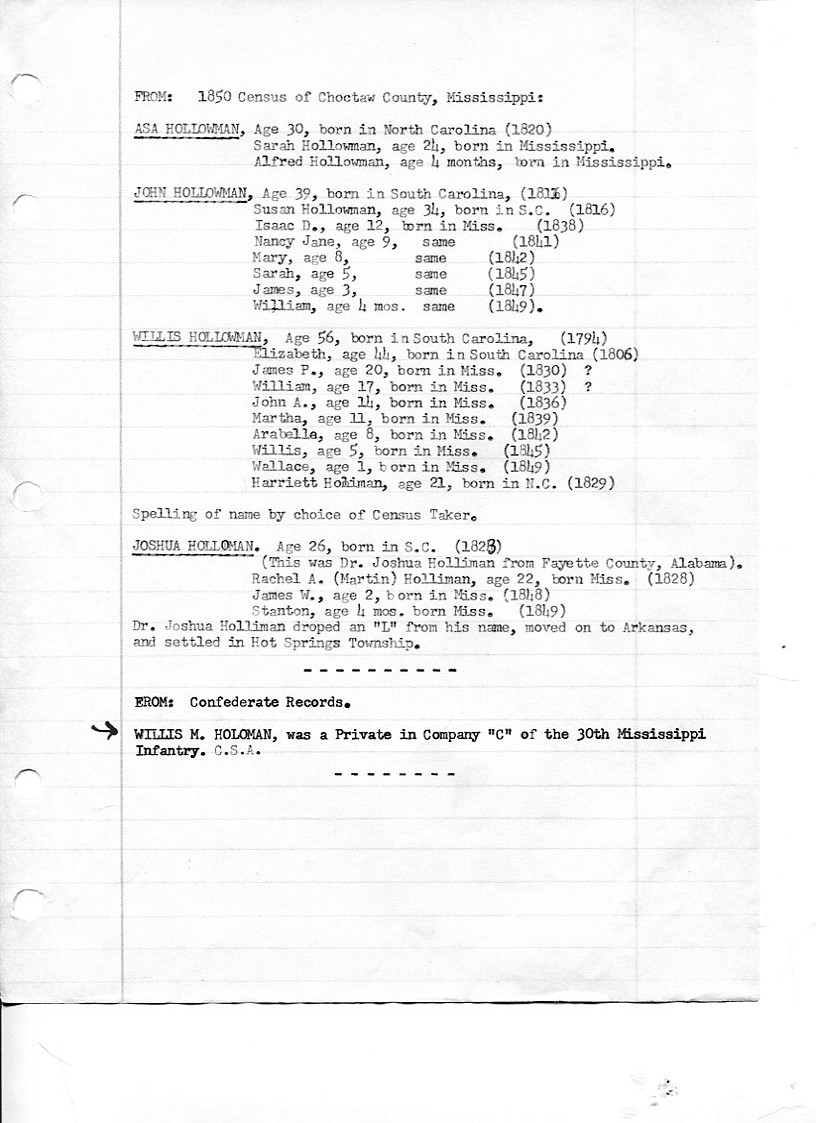 FROM: 1850 Census of Choctaw County, Mississippi:
ASA HOLLOWMAN, Age 30, born in North Carolina (1820)
Sarah Hollowman, age 24, born in Mississippi.
Alfred Hollowman, age 4 months, born in Mississippi.
JOHN HOLLOWMAN, Age 39, born in South Carolina, (1811)
Susan Hollowman, age 34, born in S.C. (1816)
Isaac D., age 12, born in Miss. (1838)
Nancy Jane, age 9, same (1841)
Mary, age 8, same (1842)
Sarah, age 5, same (1845)
James, age 3, same (1847)
William, age 4 mos. same (1849).
WILLIS HOLLOWMAN, Age 56, born in South Carolina, (1794)
Elizabeth, age 44, born in South Carolina (1806)
James P., age 20, born in Miss. (1830) ?
William, age 17, born in Miss. (1833) ?
John A., age 14, born in Miss. (1836)
Martha, age 11, born in Miss. (1839)
Arabella, age 8, born in Miss. (1842)
Willis, age 5, born in Miss. (1845)
Wallace, age 1, born in Miss. (1849)
Harriett Holliman, age 21, born in N.C. (1829)
Spelling of name by choice of Census Taker.
JOSHUA HOLLOMAN. Age 26, born in S.C. (1823)
(This was Dr. Joshua Holliman from Fayette County, Alabama).
Rachel A. (Martin) Holliman, age 22, born Miss. (1828)
James W., age 2, born in Miss. (1848)
Stanton, age 4 mos. born Miss. (1849)
Dr. Joshua Holliman droped an "L" from his name, moved on to Arkansas,
and settled in Hot Springs Township.
- - - - - - - - - -
FROM: Confederate Records.
→ WILLIS M. HOLOMAN, was a Private in Company "C" of the 30th Mississippi
Infantry. C.S.A.
- - - - - - - -